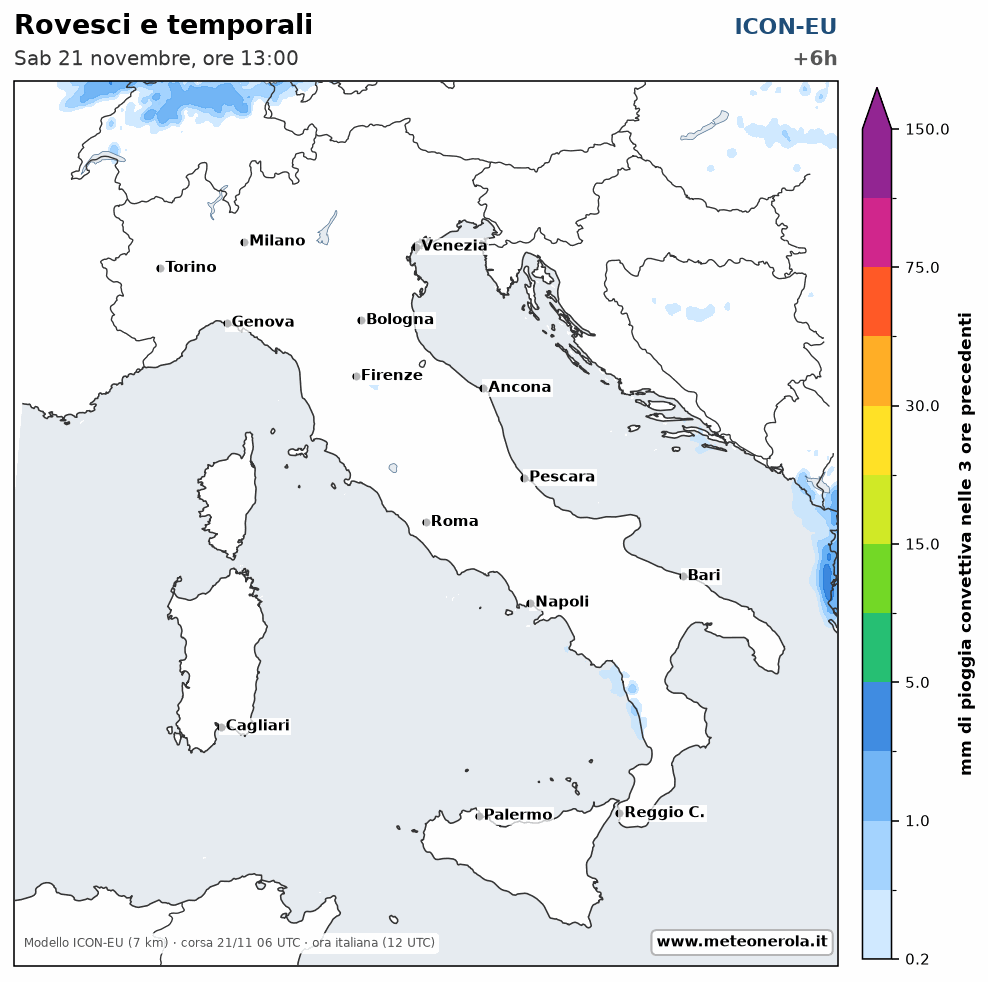 Rovesci e temporali
ICON-EU
Sab 21 novembre, ore 13:00
+6h
150.0
75.0
30.0
15.0
5.0
1.0
0.2
mm di pioggia convettiva nelle 3 ore precedenti
Milano
Venezia
Torino
Genova
Bologna
Firenze
Ancona
Pescara
Roma
Bari
Napoli
Cagliari
Palermo
Reggio C.
Modello ICON-EU (7 km) · corsa 21/11 06 UTC · ora italiana (12 UTC)
www.meteonerola.it